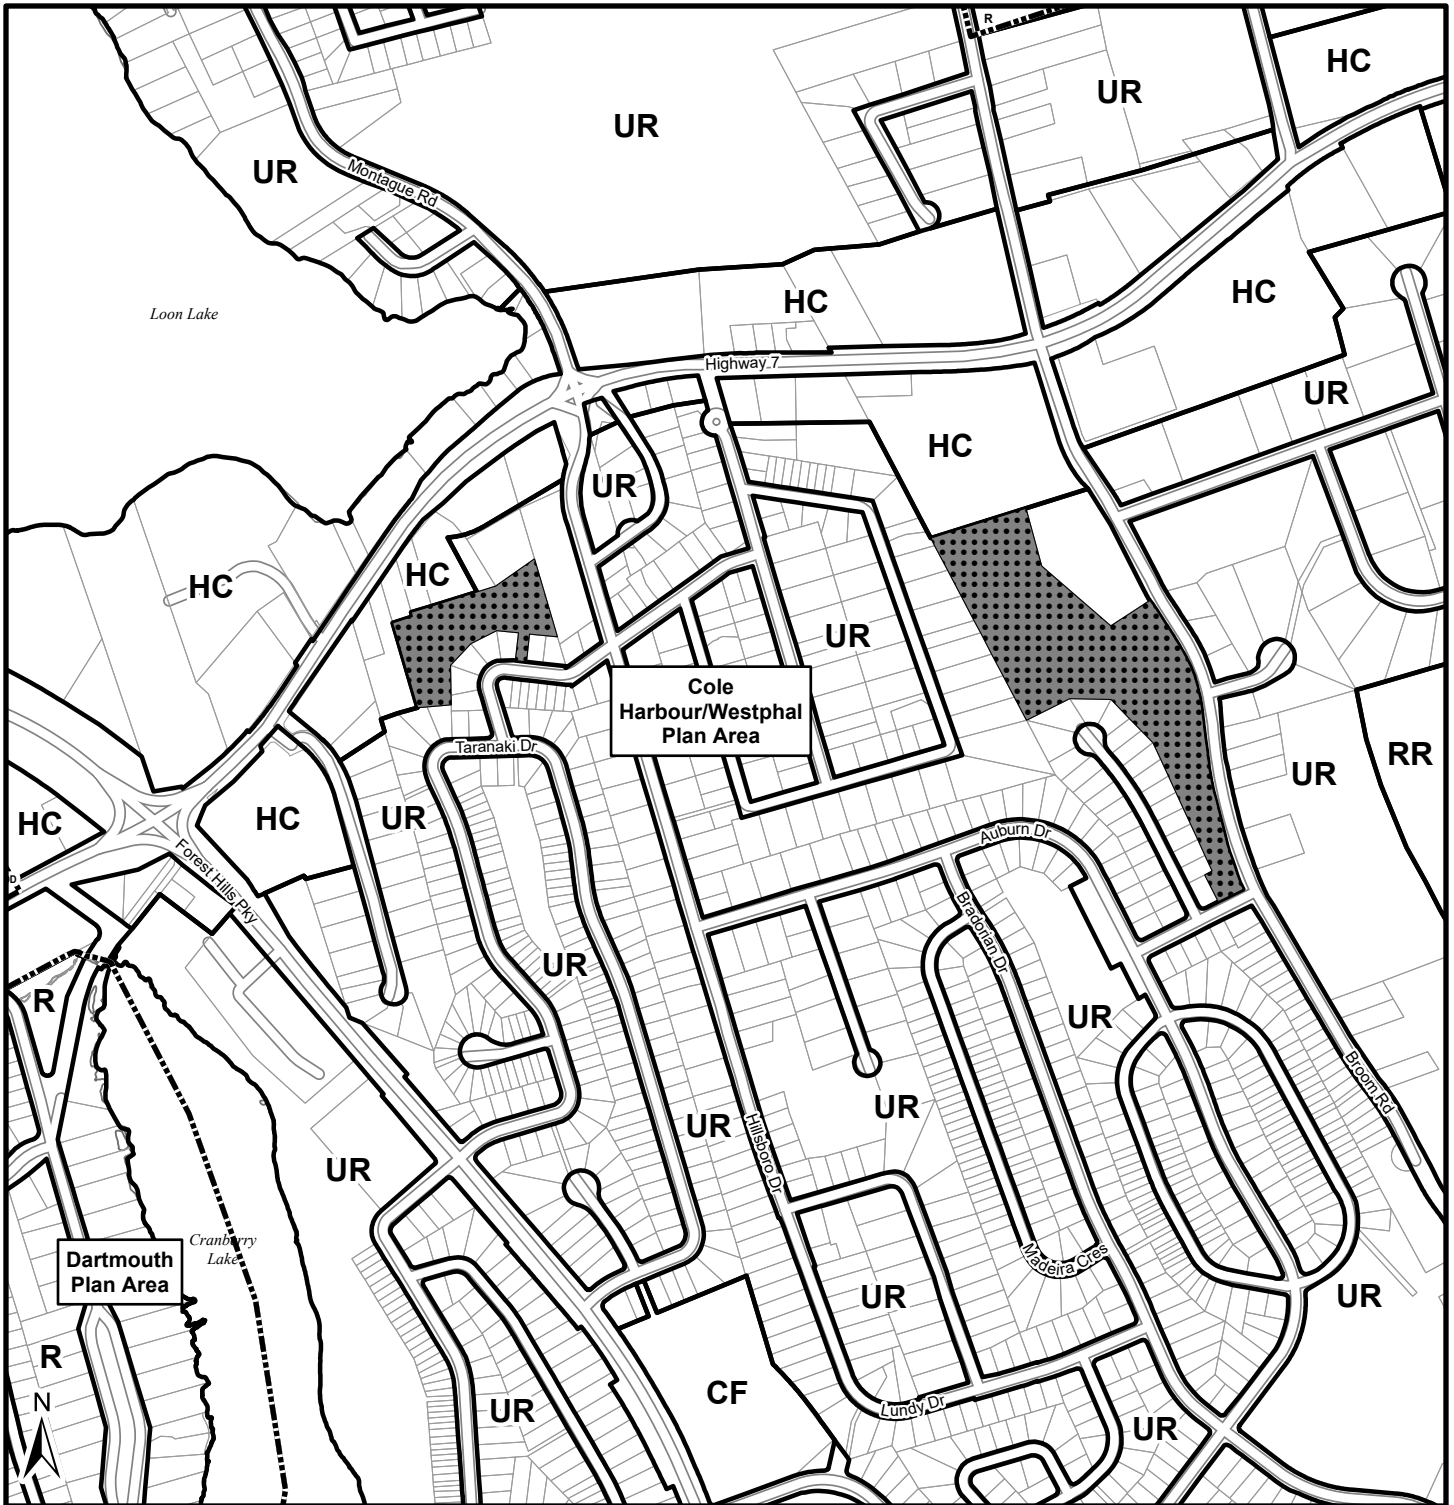 R
HC
UR
UR
UR
Montague Rd
HC
HC
Loon Lake
Highway 7
UR
HC
UR
HC
HC
UR
Cole
Harbour/Westphal
Plan Area
Taranaki Dr
RR
UR
HC
HC
UR
Auburn Dr
Forest Hills Pky
D
Bradorian Dr
UR
R
UR
Broom Rd
UR
UR
Hillsboro Dr
UR
Cranberry
Lake
Madeira Cres
Dartmouth
Plan Area
UR
UR
R
N
CF
Lundy Dr
UR
UR